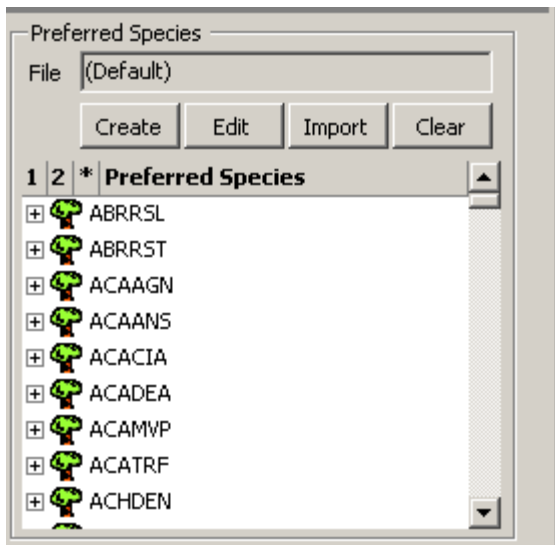 Preferred Species
File (Default)
Create Edit Import Clear
1 2 * Preferred Species
ABRRSL
ABRRST
ACAAGN
ACAANS
ACACIA
ACADEA
ACAMVP
ACATRF
ACHDEN